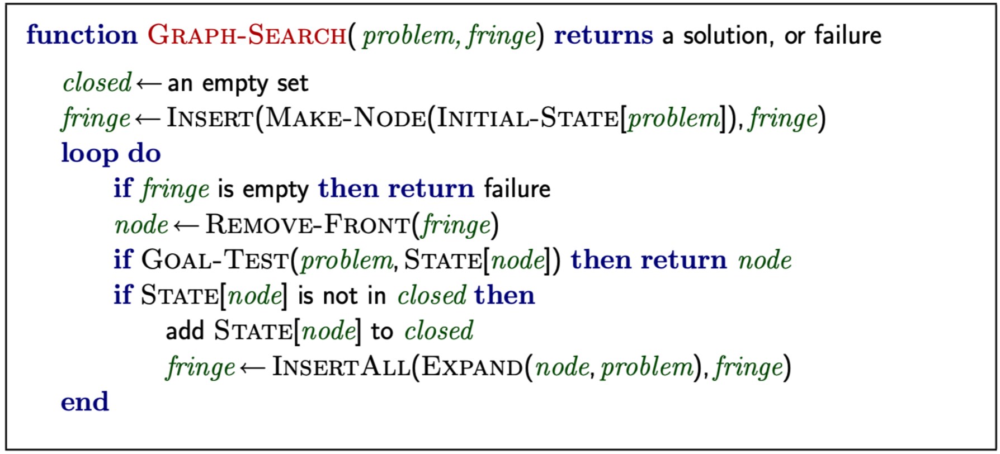 function GRAPH-SEARCH( problem, fringe) returns a solution, or failure
closed ← an empty set
fringe ← INSERT(MAKE-NODE(INITIAL-STATE[problem]), fringe)
loop do
if fringe is empty then return failure
node ← REMOVE-FRONT(fringe)
if GOAL-TEST(problem, STATE[node]) then return node
if STATE[node] is not in closed then
add STATE[node] to closed
fringe ← INSERTALL(EXPAND(node, problem), fringe)
end